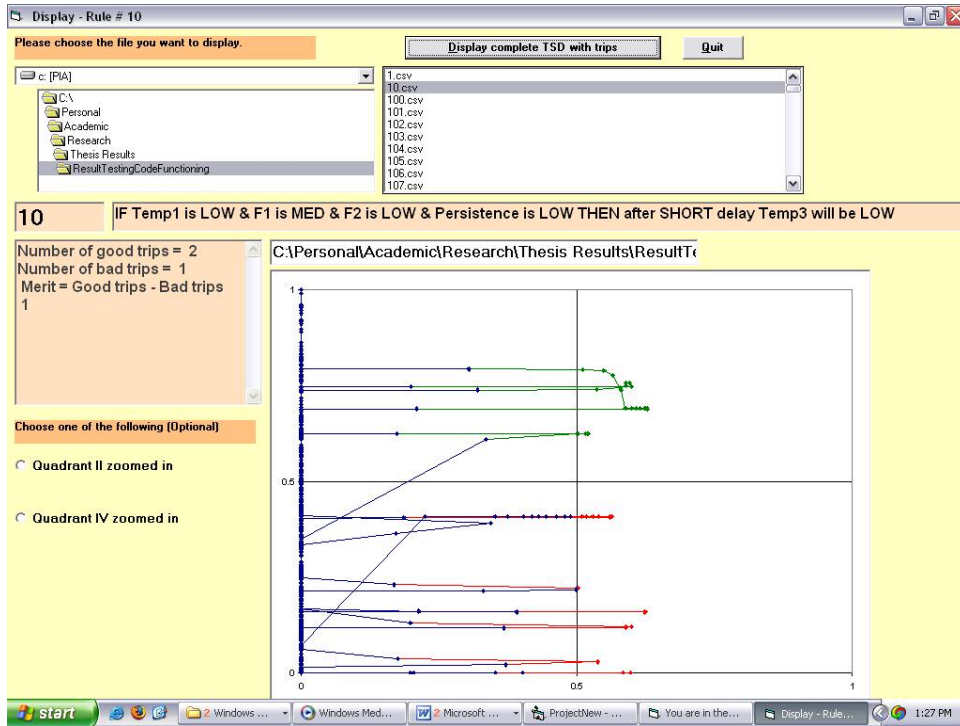 Display - Rule # 10
Please choose the file you want to display.
Display complete TSD with trips
Quit
c: [PIA]
C:\
Personal
Academic
Research
Thesis Results
ResultTestingCodeFunctioning
1.csv
10.csv
100.csv
101.csv
102.csv
103.csv
104.csv
105.csv
106.csv
107.csv
10
IF Temp1 is LOW & F1 is MED & F2 is LOW & Persistence is LOW THEN after SHORT delay Temp3 will be LOW
Number of good trips = 2
Number of bad trips = 1
Merit = Good trips - Bad trips
1
C:\Personal\Academic\Research\Thesis Results\ResultTe
Choose one of the following (Optional)
Quadrant II zoomed in
Quadrant IV zoomed in
1
0.5
0
0
0.5
1
start
2 Windows ...
Windows Med...
2 Microsoft ...
ProjectNew - ...
You are in the...
Display - Rule...
1:27 PM